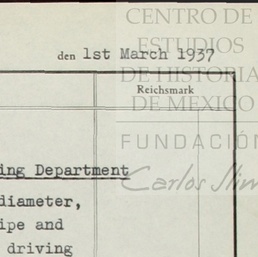 CENTRO DE
ESTUDIOS
den 1st March 1937
DE HISTORIA
Reichsmark
DE MEXICO
FUNDACIÓN
ing Department
Carlos Slim
diameter,
ipe and
driving